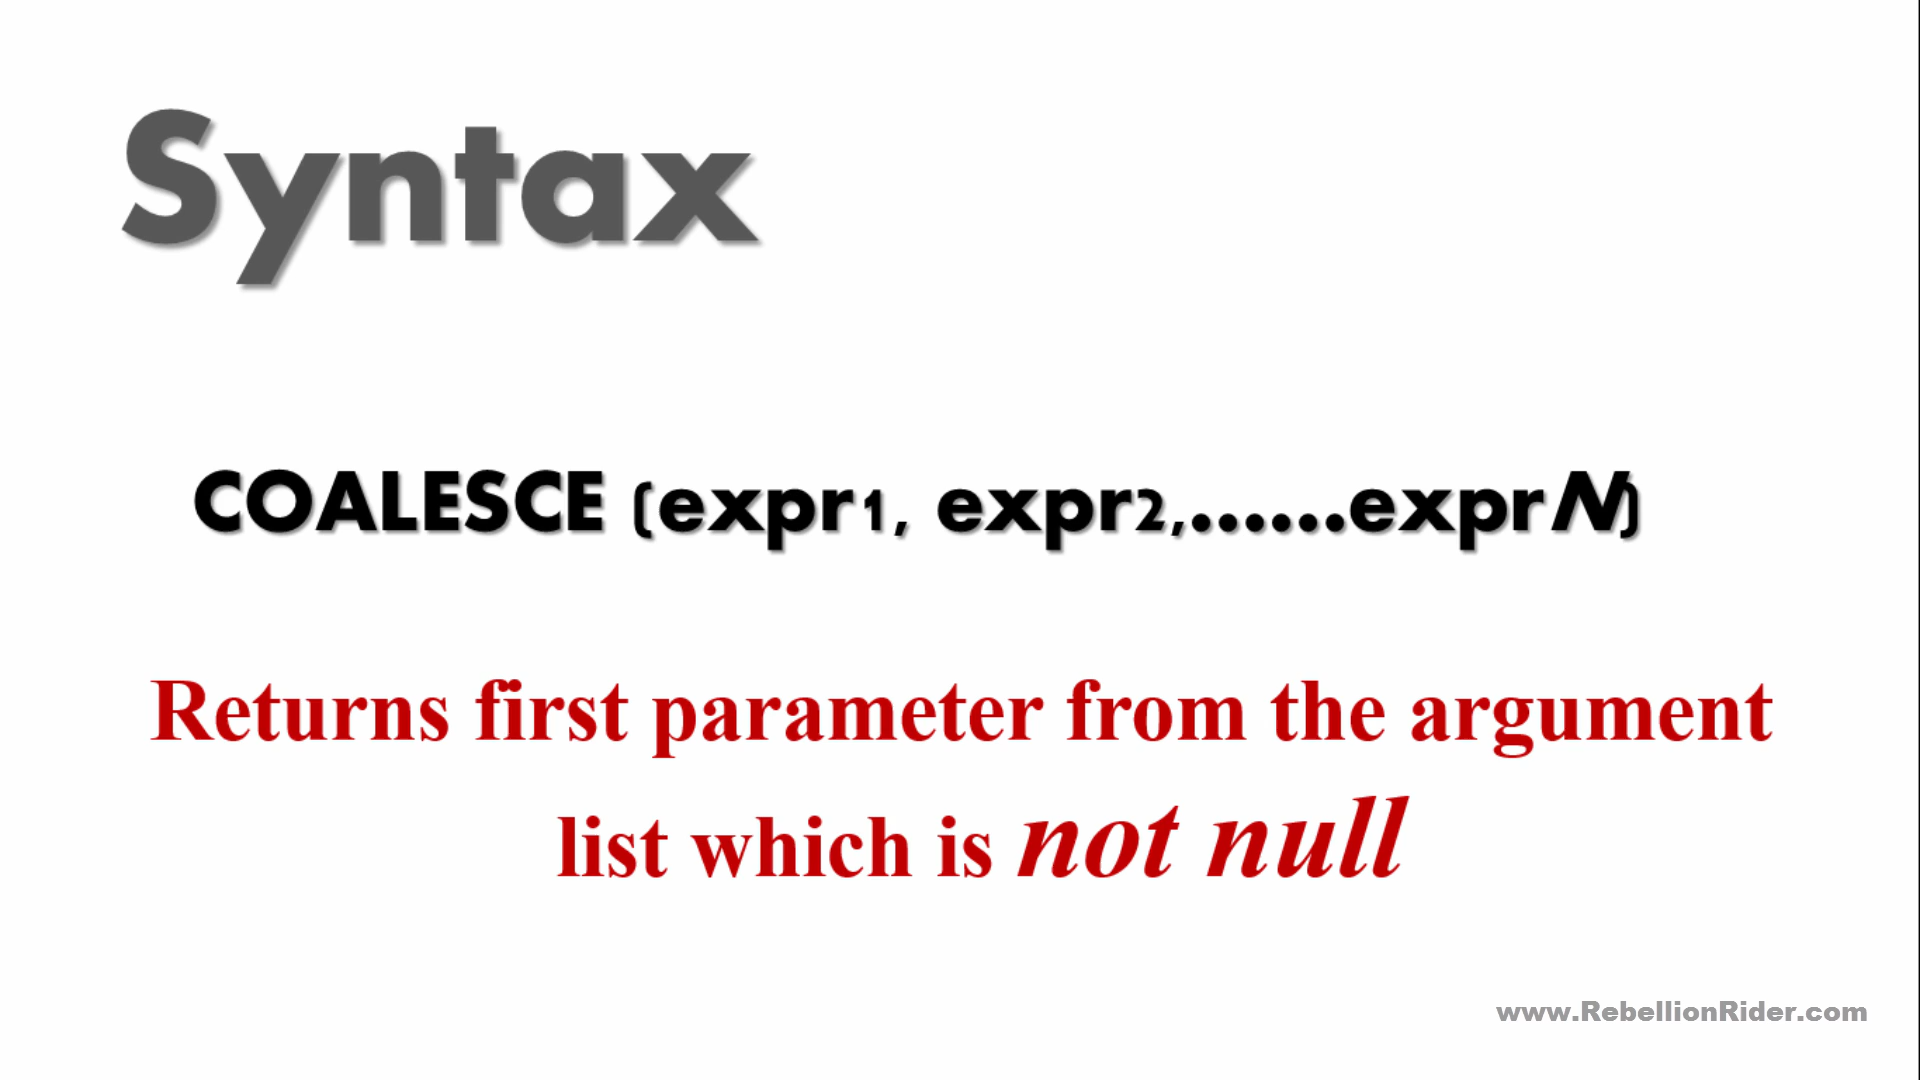 Syntax
COALESCE (expr1, expr2,......exprN)
Returns first parameter from the argument
list which is not null
www.RebellionRider.com